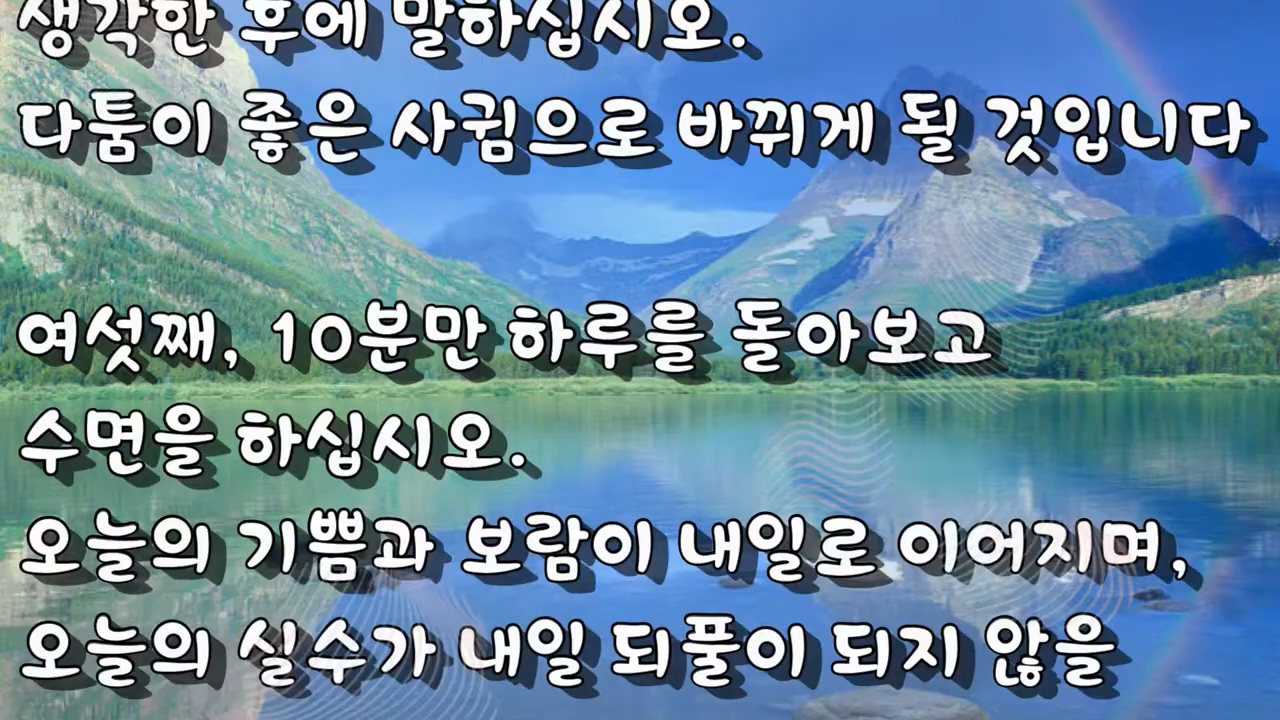 생각한 후에 말하십시오.
다툼이 좋은 사귐으로 바뀌게 될 것입니다
여섯째, 10분만 하루를 돌아보고
수면을 하십시오.
오늘의 기쁨과 보람이 내일로 이어지며,
오늘의 실수가 내일 되풀이 되지 않을